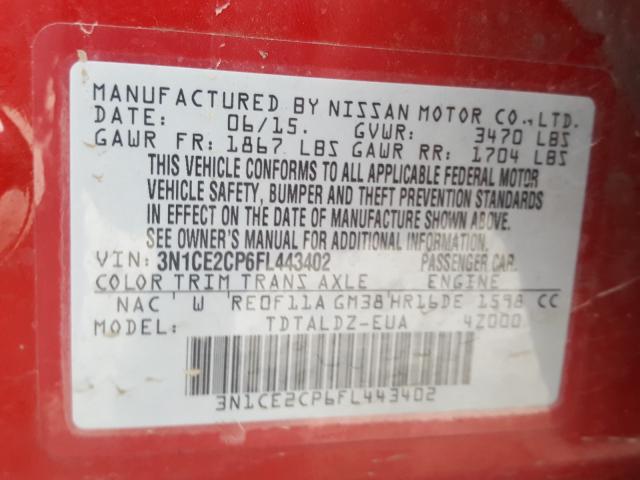 MANUFACTURED BY NISSAN MOTOR CO., LTD.
DATE: 06/15. GVWR: 3470 LBS
GAWR FR: 1867 LBS GAWR RR: 1704 LBS
THIS VEHICLE CONFORMS TO ALL APPLICABLE FEDERAL MOTOR
VEHICLE SAFETY, BUMPER AND THEFT PREVENTION STANDARDS
IN EFFECT ON THE DATE OF MANUFACTURE SHOWN ABOVE.
SEE OWNER'S MANUAL FOR ADDITIONAL INFORMATION.
VIN: 3N1CE2CP6FL443402 PASSENGER CAR.
COLOR TRIM TRANS AXLE ENGINE
NAC W RE0F11A GM38 HR16DE 1598 CC
MODEL: TDTALDZ-EUA 4Z000
3N1CE2CP6FL443402